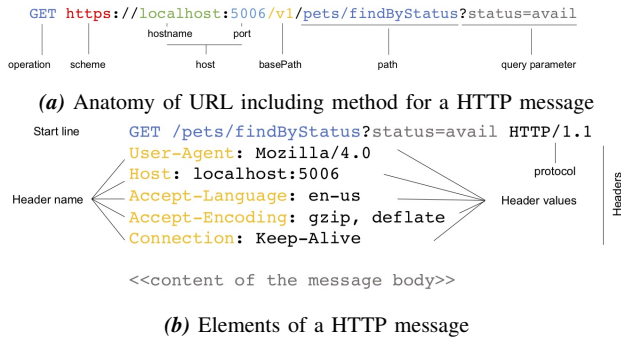 GET https://localhost:5006/v1/pets/findByStatus?status=avail
hostname port
operation scheme host basePath path query parameter
(a) Anatomy of URL including method for a HTTP message
Start line GET /pets/findByStatus?status=avail HTTP/1.1
User-Agent: Mozilla/4.0
protocol
Host: localhost:5006
Header name Accept-Language: en-us Header values Headers
Accept-Encoding: gzip, deflate
Connection: Keep-Alive
<<content of the message body>>
(b) Elements of a HTTP message